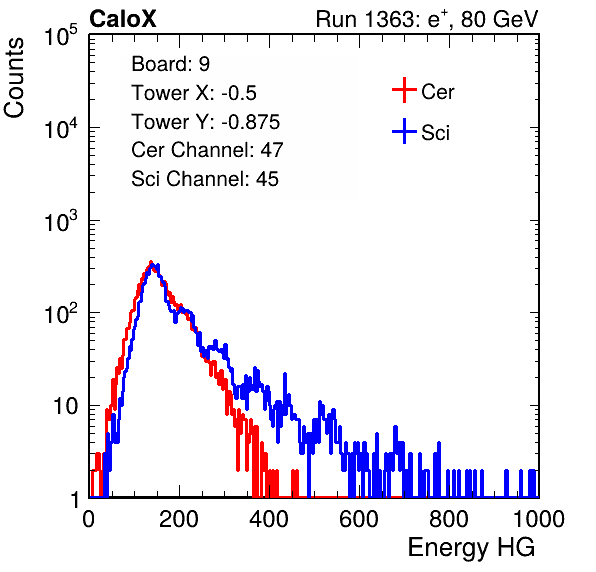 CaloX Run 1363: e⁺, 80 GeV
Counts
10⁵
10⁴
10³
10²
10
1
Board: 9
Tower X: -0.5
Tower Y: -0.875
Cer Channel: 47
Sci Channel: 45
Cer
Sci
0 200 400 600 800 1000
Energy HG